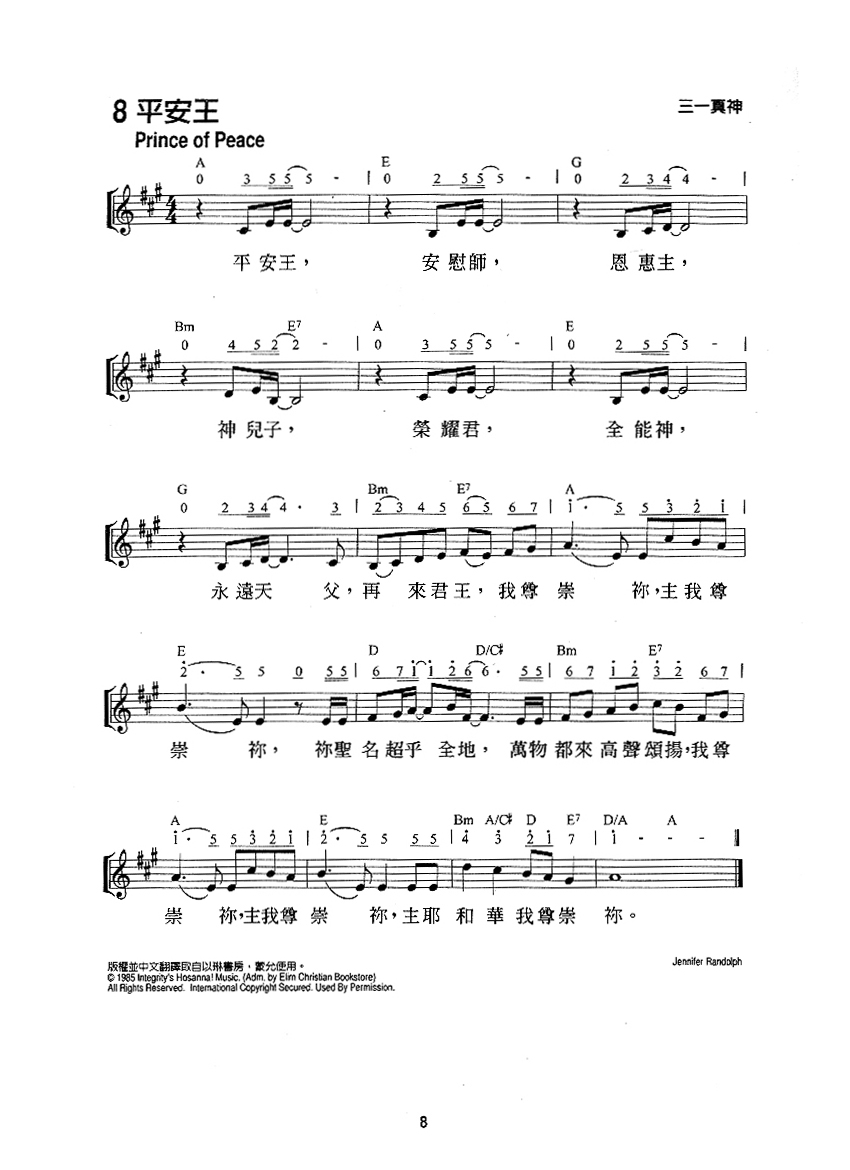 8 平安王
三一真神
Prince of Peace
A E G
0 3 5 5 5 - | 0 2 5 5 5 - | 0 2 3 4 4 - |
平安王， 安慰師， 恩惠主，
Bm E7 A E
0 4 5 2 2 - | 0 3 5 5 5 - | 0 2 5 5 5 - |
神兒子， 榮耀君， 全能神，
G Bm E7 A
0 2 3 4 4 · 3 | 2 3 4 5 6 5 6 7 | i · 5 5 3 2 i |
永遠天 父，再 來君王，我尊 崇 祢，主我尊
E D D/C# Bm E7
2 · 5 5 0 5 5 | 6 7 i i 2 6 6 · 5 5 | 6 7 i 2 3 2 6 7 |
崇 祢， 祢聖名超乎 全地， 萬物都來高聲頌揚，我尊
A E Bm A/C# D E7 D/A A
i · 5 5 3 2 i | 2 · 5 5 5 5 | 4 3 2 i 7 | i - - - ‖
崇 祢，主我尊崇 祢，主耶 和 華我尊崇 祢。
版權並中文翻譯取自以琳書房，蒙允使用。
© 1985 Integrity's Hosanna! Music. (Adm. by Elim Christian Bookstore)
All Rights Reserved. International Copyright Secured. Used By Permission.
Jennifer Randolph
8